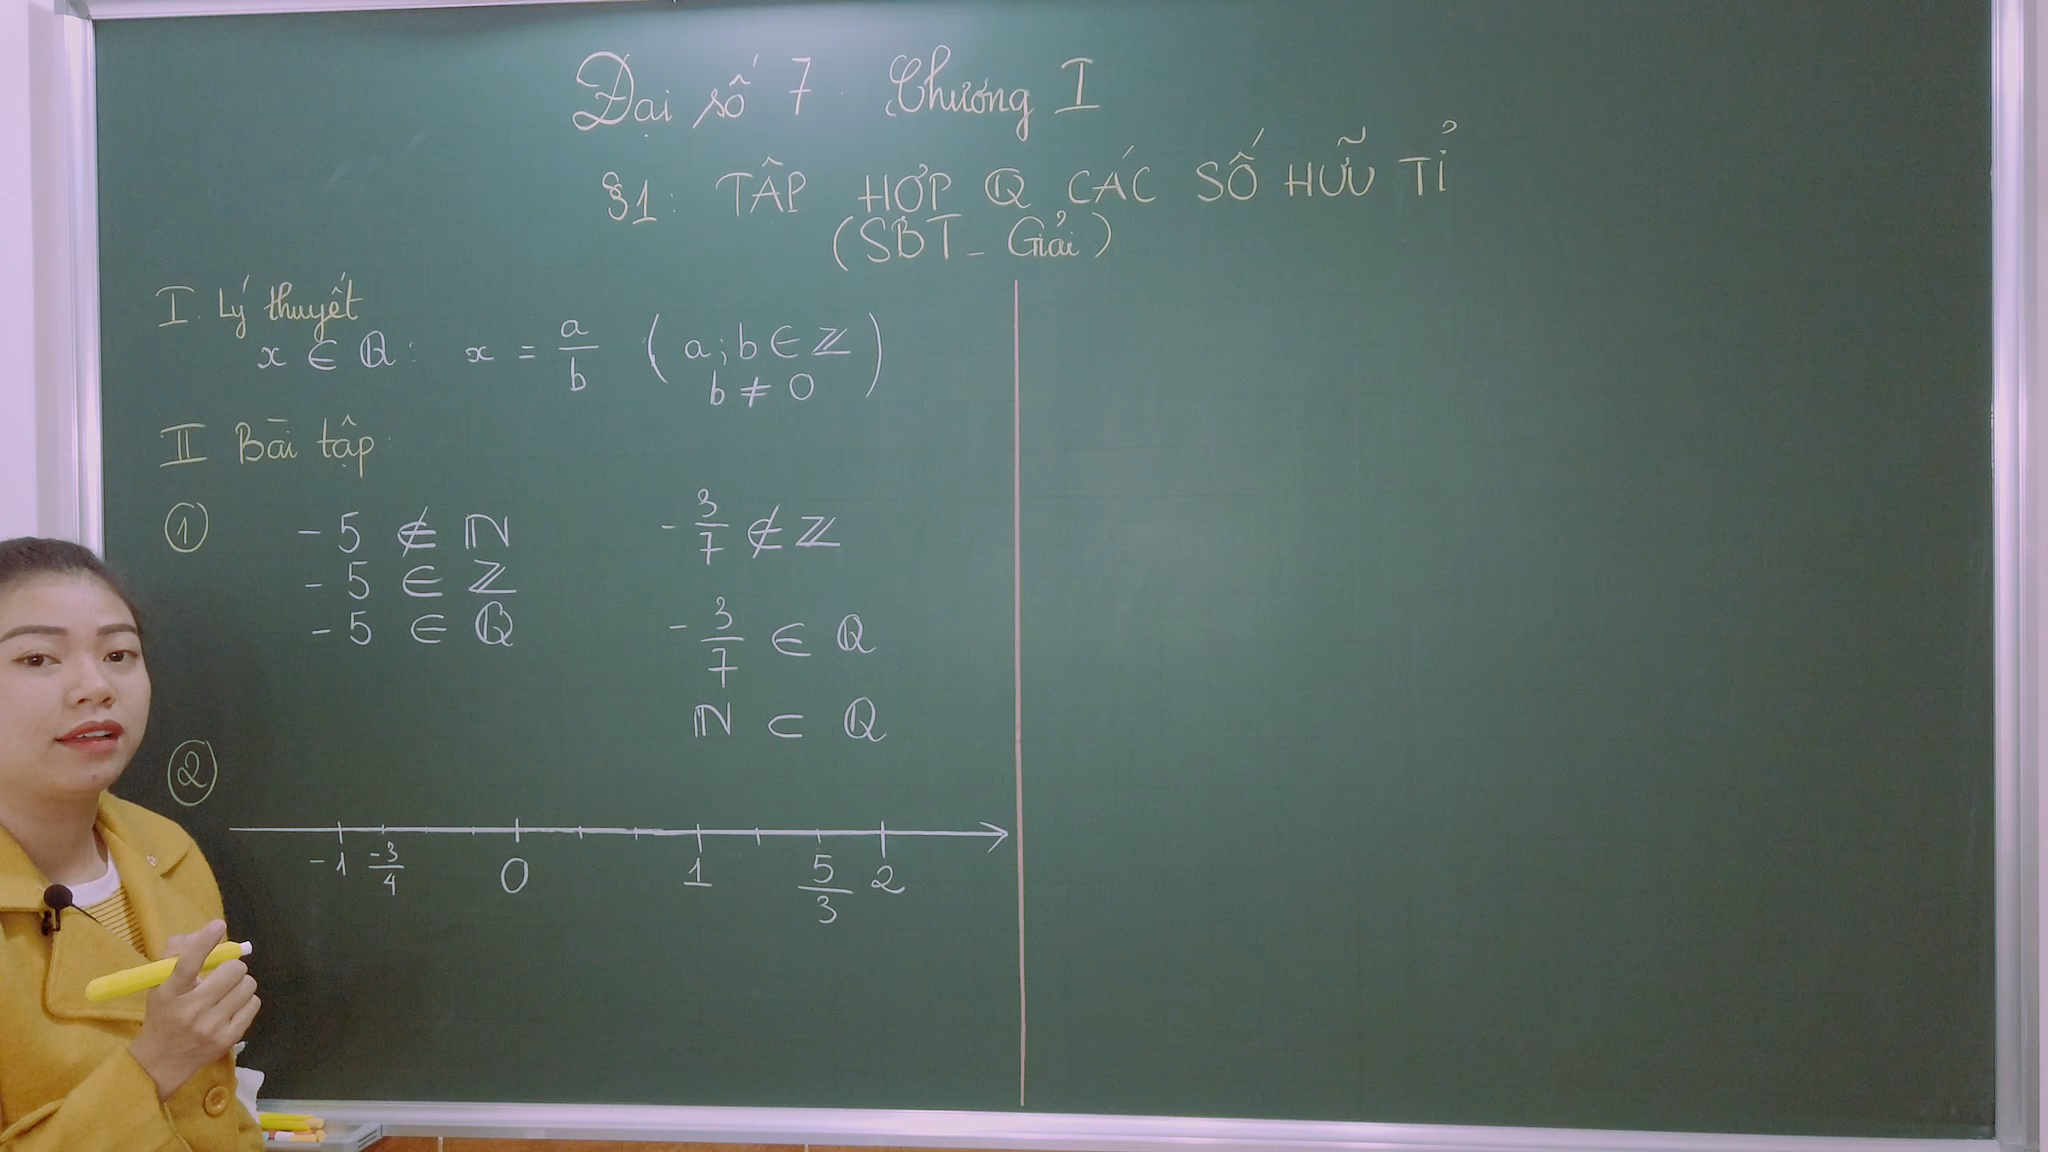 Đại số 7. Chương I
§1: TẬP HỢP ℚ CÁC SỐ HỮU TỈ
(SBT - Giải)
I. Lý thuyết
x ∈ ℚ: x = a/b (a; b ∈ ℤ
b ≠ 0)
II Bài tập:
① -5 ∉ ℕ
-5 ∈ ℤ
-5 ∈ ℚ
-3/7 ∉ ℤ
-3/7 ∈ ℚ
ℕ ⊂ ℚ
②
-1 -3/4 0 1 5/3 2